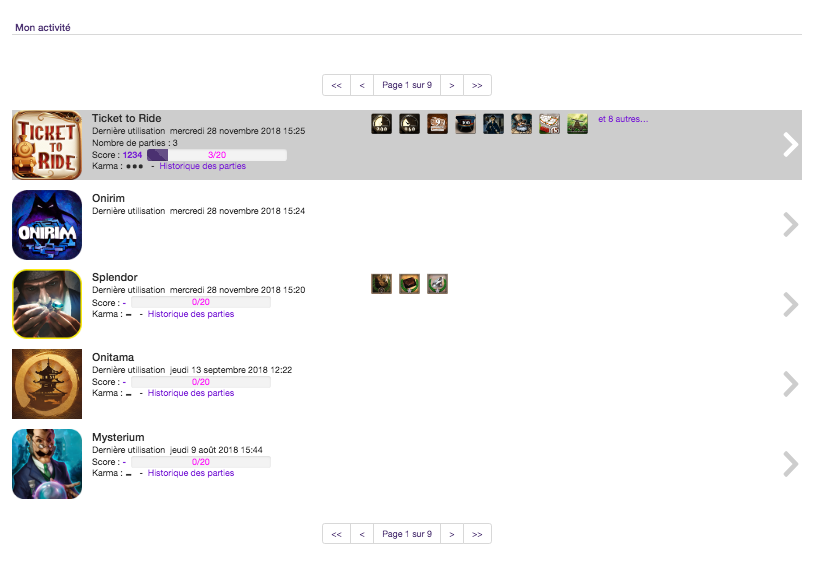 Mon activité
<< < Page 1 sur 9 > >>
TICKET TO RIDE
Ticket to Ride
Dernière utilisation mercredi 28 novembre 2018 15:25
Nombre de parties : 3
Score : 1234 3/20
Karma : ●●● - Historique des parties
et 8 autres...
ONIRIM
Onirim
Dernière utilisation mercredi 28 novembre 2018 15:24
Splendor
Dernière utilisation mercredi 28 novembre 2018 15:20
Score : - 0/20
Karma : - - Historique des parties
Onitama
Dernière utilisation jeudi 13 septembre 2018 12:22
Score : - 0/20
Karma : - - Historique des parties
Mysterium
Dernière utilisation jeudi 9 août 2018 15:44
Score : - 0/20
Karma : - - Historique des parties
<< < Page 1 sur 9 > >>